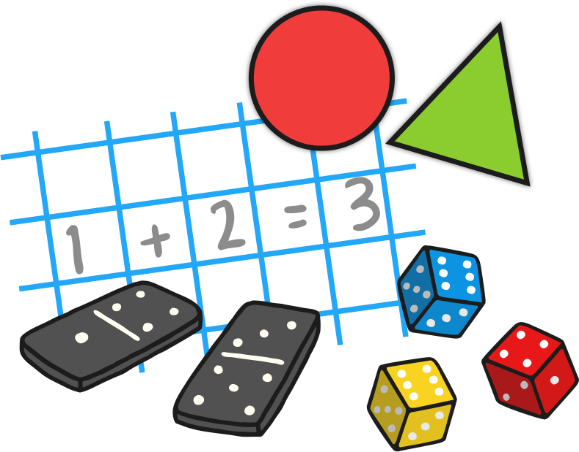 1 + 2 = 3